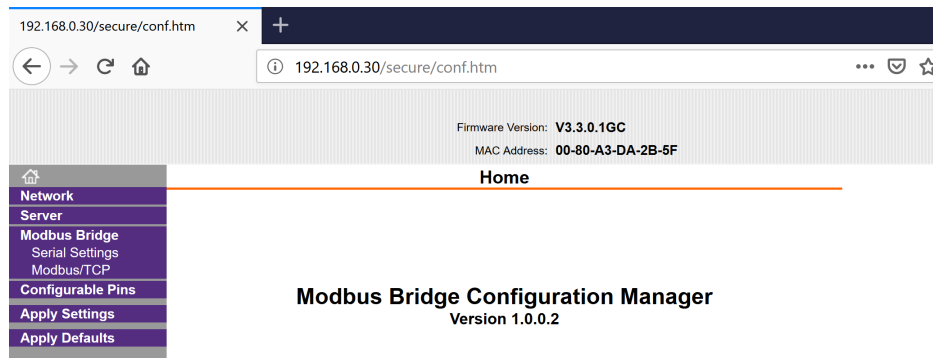 192.168.0.30/secure/conf.htm
192.168.0.30/secure/conf.htm
Firmware Version: V3.3.0.1GC
MAC Address: 00-80-A3-DA-2B-5F
Home
Network
Server
Modbus Bridge
Serial Settings
Modbus/TCP
Configurable Pins
Apply Settings
Apply Defaults
Modbus Bridge Configuration Manager
Version 1.0.0.2